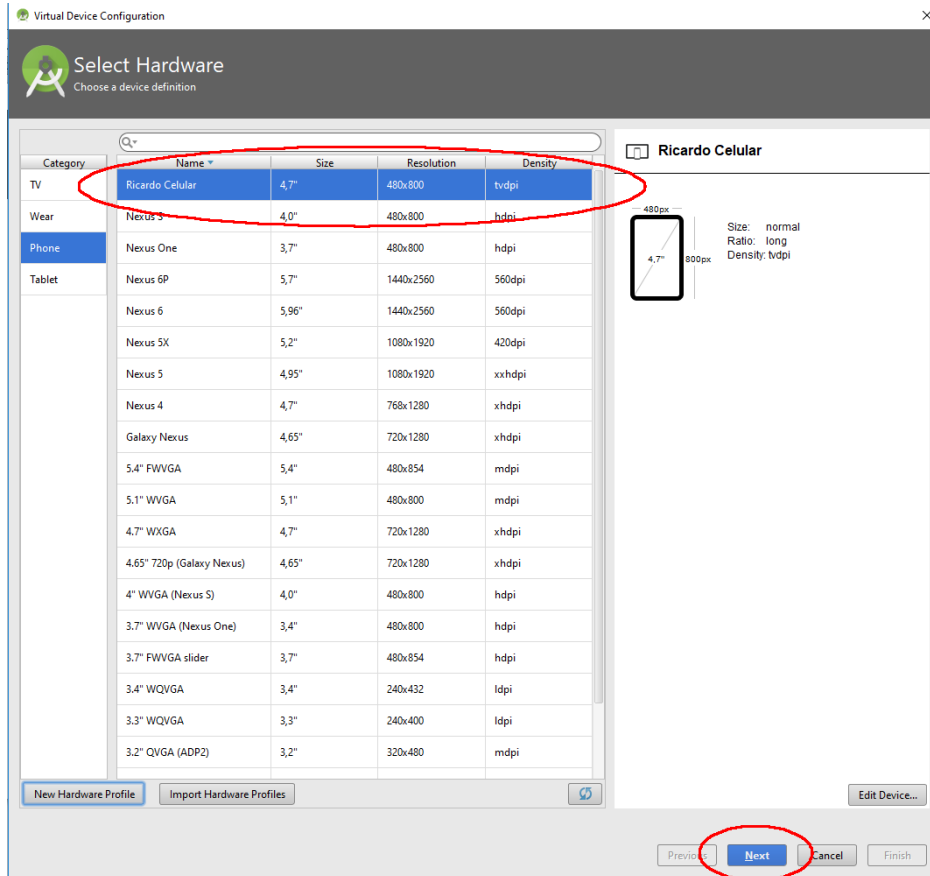 Virtual Device Configuration
Select Hardware
Choose a device definition
Category
TV
Wear
Phone
Tablet
Name Size Resolution Density
Ricardo Celular 4,7" 480x800 tvdpi
Nexus S 4,0" 480x800 hdpi
Nexus One 3,7" 480x800 hdpi
Nexus 6P 5,7" 1440x2560 560dpi
Nexus 6 5,96" 1440x2560 560dpi
Nexus 5X 5,2" 1080x1920 420dpi
Nexus 5 4,95" 1080x1920 xxhdpi
Nexus 4 4,7" 768x1280 xhdpi
Galaxy Nexus 4,65" 720x1280 xhdpi
5.4" FWVGA 5,4" 480x854 mdpi
5.1" WVGA 5,1" 480x800 mdpi
4.7" WXGA 4,7" 720x1280 xhdpi
4.65" 720p (Galaxy Nexus) 4,65" 720x1280 xhdpi
4" WVGA (Nexus S) 4,0" 480x800 hdpi
3.7" WVGA (Nexus One) 3,4" 480x800 hdpi
3.7" FWVGA slider 3,7" 480x854 hdpi
3.4" WQVGA 3,4" 240x432 ldpi
3.3" WQVGA 3,3" 240x400 ldpi
3.2" QVGA (ADP2) 3,2" 320x480 mdpi
New Hardware Profile Import Hardware Profiles
Ricardo Celular
480px
4,7" 800px
Size: normal
Ratio: long
Density: tvdpi
Edit Device...
Previous Next Cancel Finish